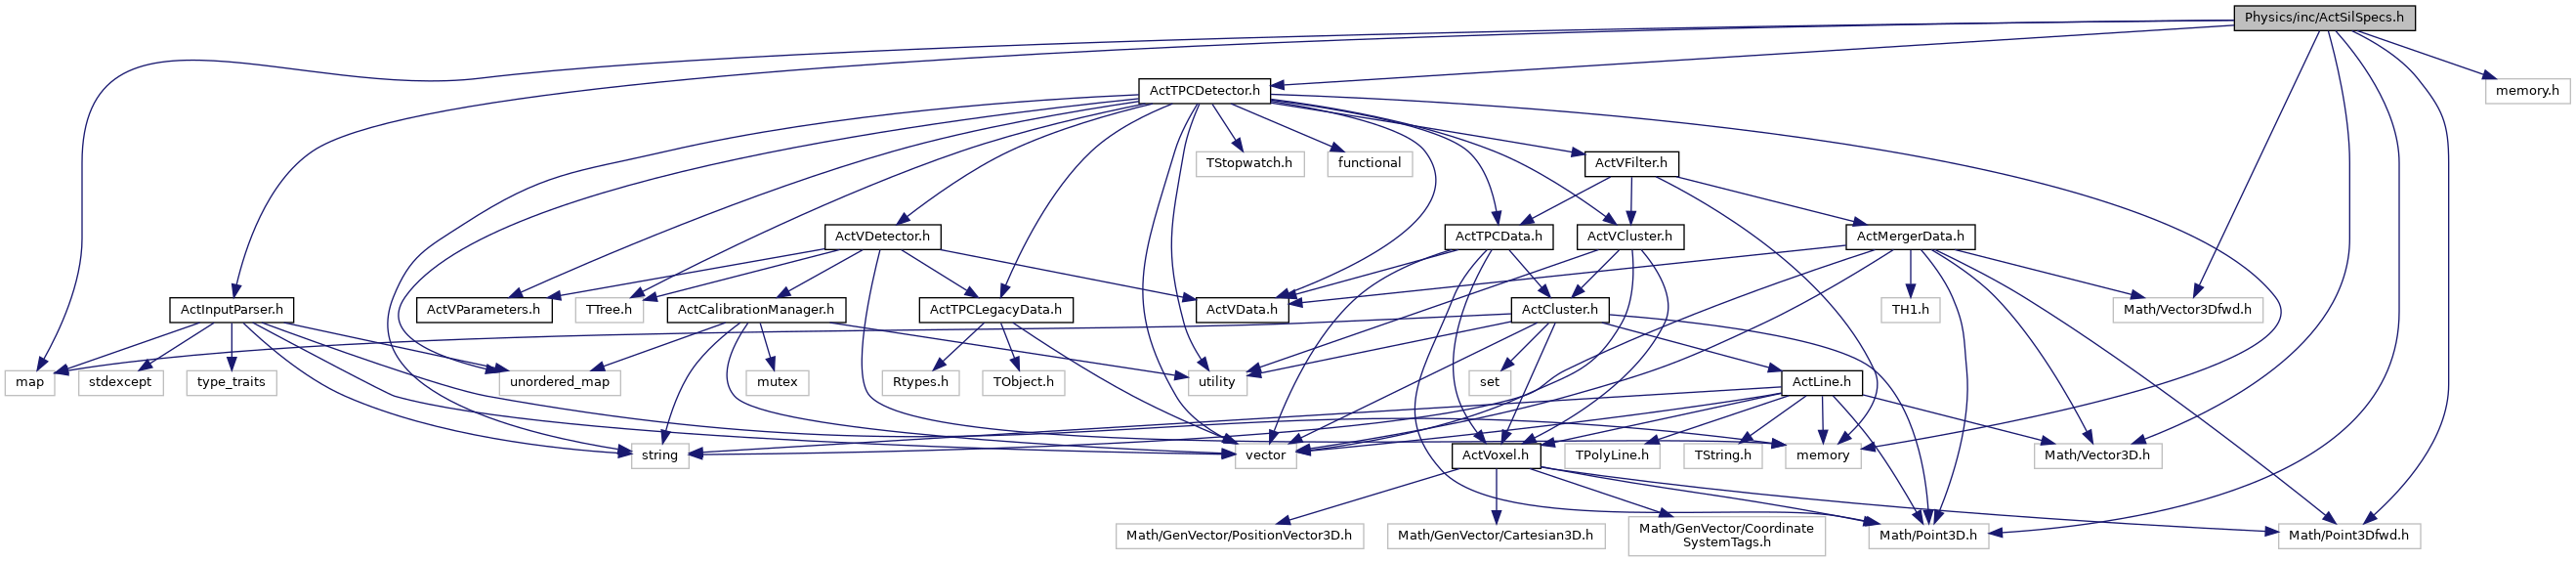 Physics/inc/ActSilSpecs.h
ActTPCDetector.h
memory.h
TStopwatch.h
functional
ActVFilter.h
ActVDetector.h
ActTPCData.h
ActVCluster.h
ActMergerData.h
ActInputParser.h
ActVParameters.h
TTree.h
ActCalibrationManager.h
ActTPCLegacyData.h
ActVData.h
ActCluster.h
TH1.h
Math/Vector3Dfwd.h
map
stdexcept
type_traits
unordered_map
mutex
Rtypes.h
TObject.h
utility
set
ActLine.h
string
vector
ActVoxel.h
TPolyLine.h
TString.h
memory
Math/Vector3D.h
Math/GenVector/PositionVector3D.h
Math/GenVector/Cartesian3D.h
Math/GenVector/Coordinate
SystemTags.h
Math/Point3D.h
Math/Point3Dfwd.h